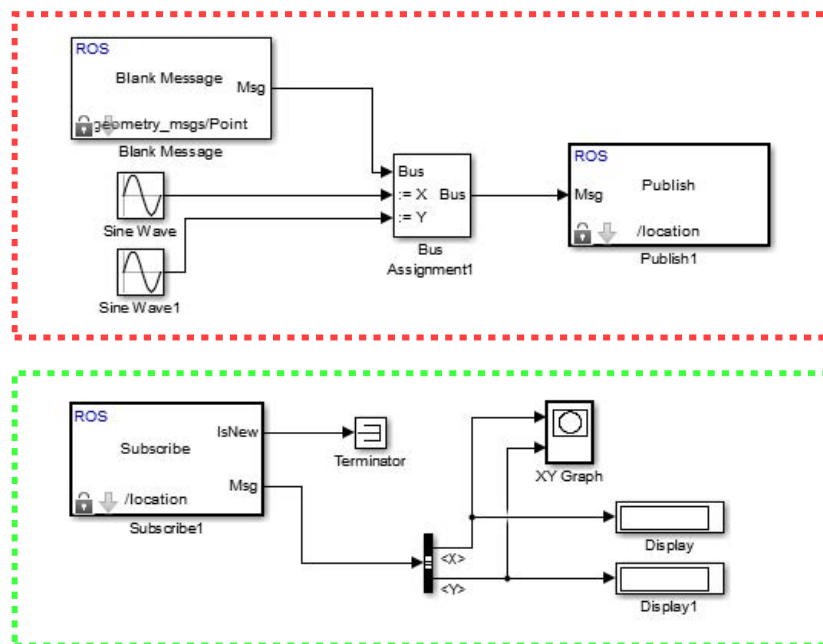 ROS
Blank Message
Msg
geometry_msgs/Point
Blank Message
Sine Wave
Sine Wave1
Bus
:= X Bus
:= Y
Bus
Assignment1
ROS
Publish
Msg
/location
Publish1
ROS
IsNew
Subscribe
Msg
/location
Subscribe1
Terminator
XY Graph
<X>
<Y>
Display
Display1